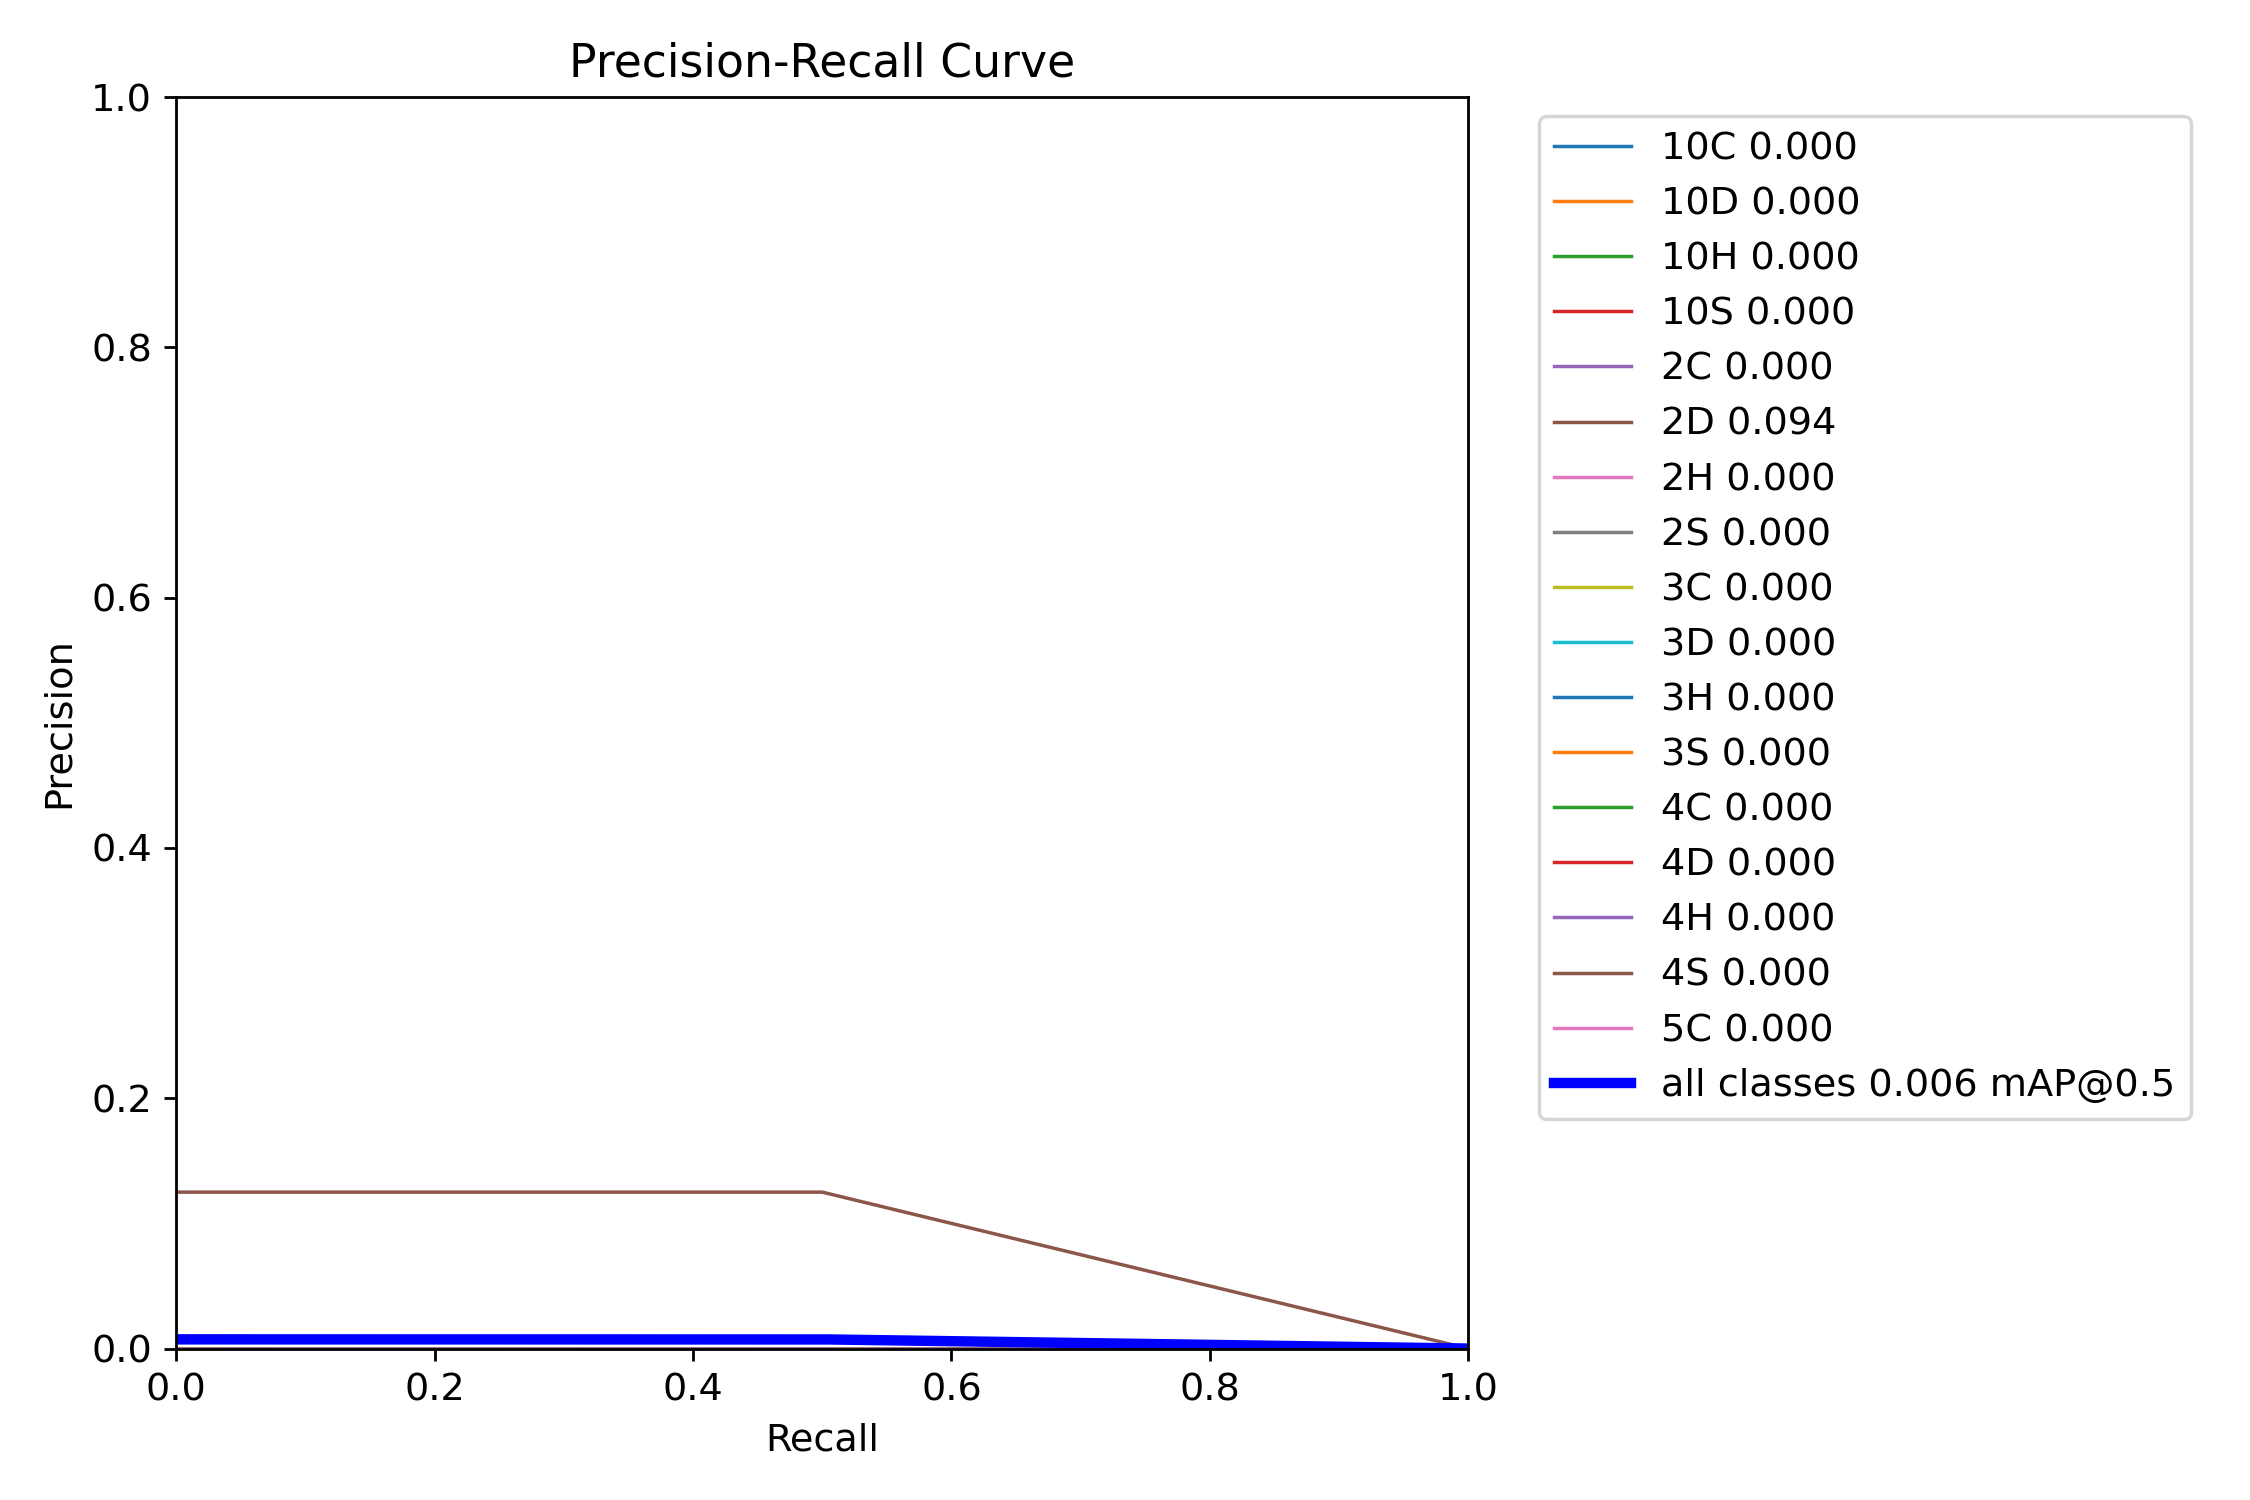 Precision-Recall Curve
1.0
0.8
0.6
0.4
0.2
0.0
Precision
0.0 0.2 0.4 0.6 0.8 1.0
Recall
10C 0.000
10D 0.000
10H 0.000
10S 0.000
2C 0.000
2D 0.094
2H 0.000
2S 0.000
3C 0.000
3D 0.000
3H 0.000
3S 0.000
4C 0.000
4D 0.000
4H 0.000
4S 0.000
5C 0.000
all classes 0.006 mAP@0.5